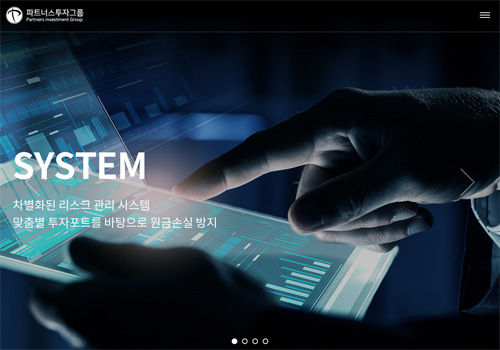 파트너스투자그룹
Partners Investment Group
SYSTEM
차별화된 리스크 관리 시스템
맞춤별 투자포트를 바탕으로 원금손실 방지